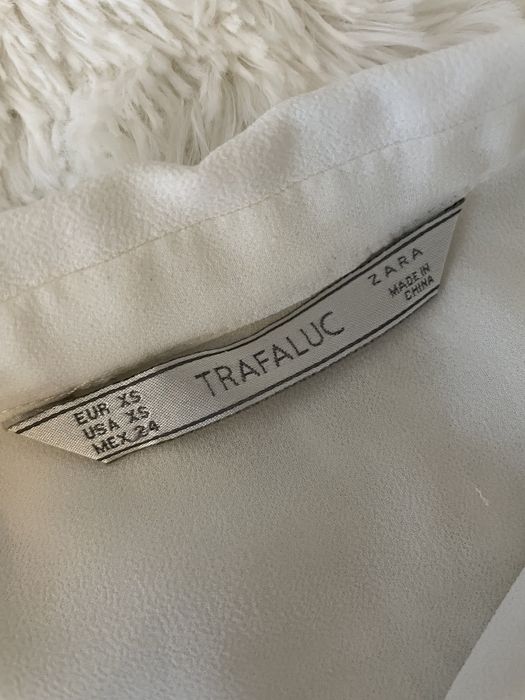 EUR XS
USA XS
MEX 24
TRAFALUC
ZARA
MADE IN
CHINA